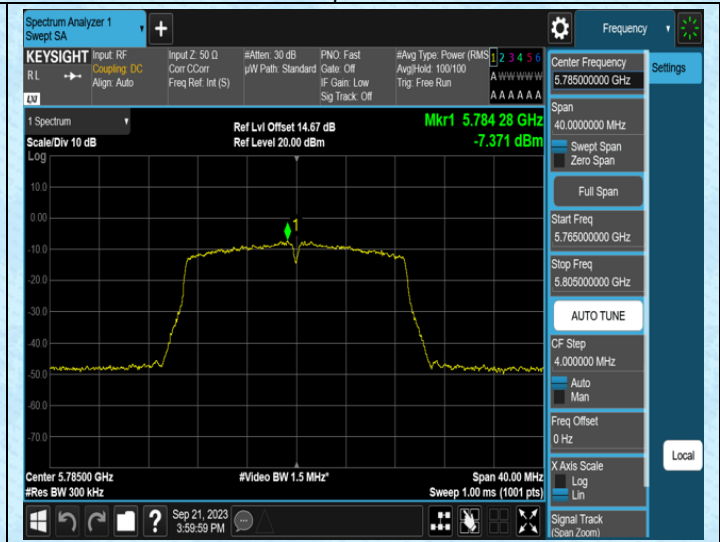 Spectrum Analyzer 1
Swept SA
+
Frequency
KEYSIGHT
RL
LXI
Input: RF
Coupling: DC
Align: Auto
Input Z: 50 Ω
Corr CCorr
Freq Ref: Int (S)
#Atten: 30 dB
µW Path: Standard
PNO: Fast
Gate: Off
IF Gain: Low
Sig Track: Off
#Avg Type: Power (RMS
Avg|Hold: 100/100
Trig: Free Run
1 2 3 4 5 6
A W W W W W
A A A A A A
1 Spectrum
Scale/Div 10 dB
Ref Lvl Offset 14.67 dB
Ref Level 20.00 dBm
Mkr1 5.784 28 GHz
-7.371 dBm
Log
10.0
0.00
-10.0
-20.0
-30.0
-40.0
-50.0
-60.0
-70.0
1
Center 5.78500 GHz
#Res BW 300 kHz
#Video BW 1.5 MHz*
Span 40.00 MHz
Sweep 1.00 ms (1001 pts)
?
Sep 21, 2023
3:59:59 PM
Center Frequency
5.785000000 GHz
Span
40.0000000 MHz
Swept Span
Zero Span
Full Span
Start Freq
5.765000000 GHz
Stop Freq
5.805000000 GHz
AUTO TUNE
CF Step
4.000000 MHz
Auto
Man
Freq Offset
0 Hz
X Axis Scale
Log
Lin
Signal Track
(Span Zoom)
Settings
Local